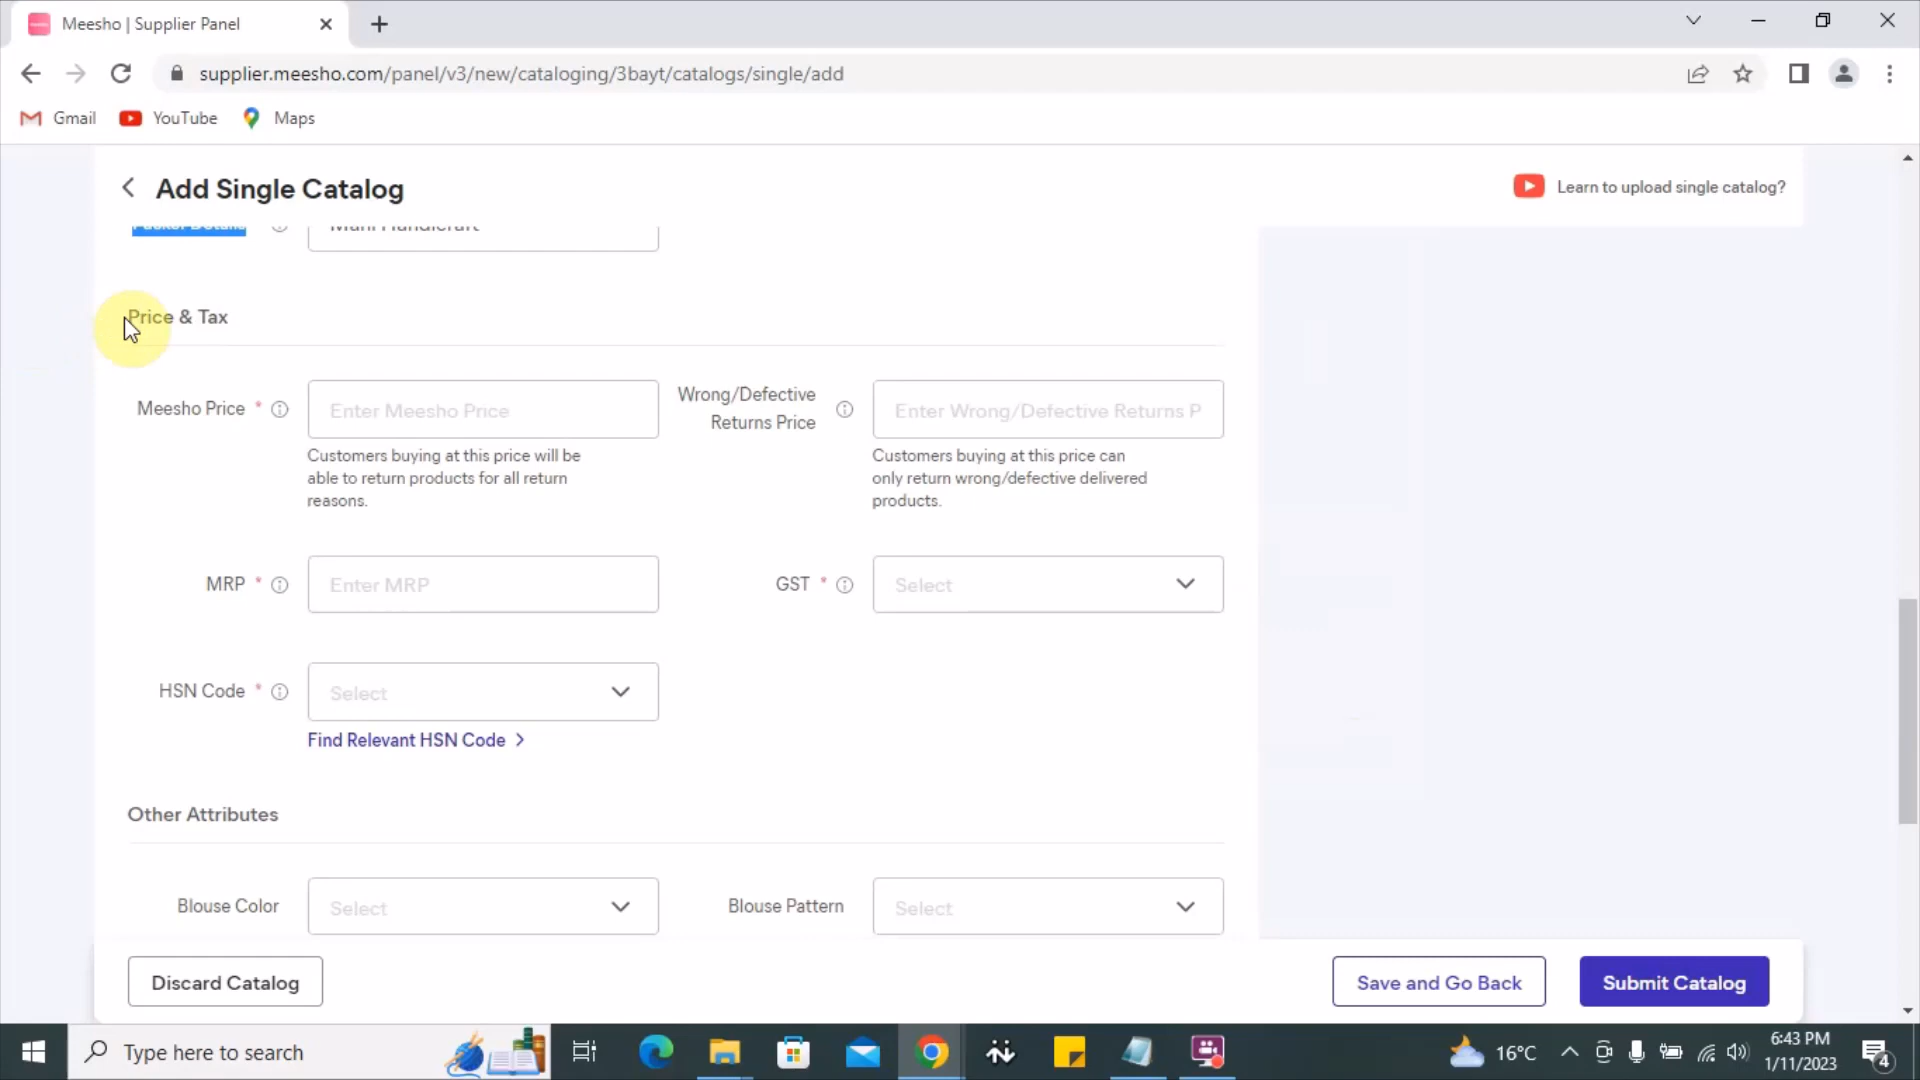 Meesho | Supplier Panel
supplier.meesho.com/panel/v3/new/cataloging/3bayt/catalogs/single/add
Gmail YouTube Maps
Add Single Catalog
Learn to upload single catalog?
Packer Details Mani Handicraft
Price & Tax
Meesho Price * Enter Meesho Price
Wrong/Defective
Returns Price
Enter Wrong/Defective Returns P
Customers buying at this price will be
able to return products for all return
reasons.
Customers buying at this price can
only return wrong/defective delivered
products.
MRP * Enter MRP
GST * Select
HSN Code * Select
Find Relevant HSN Code >
Other Attributes
Blouse Color Select
Blouse Pattern Select
Discard Catalog
Save and Go Back
Submit Catalog
Type here to search
16°C
6:43 PM
1/11/2023
4